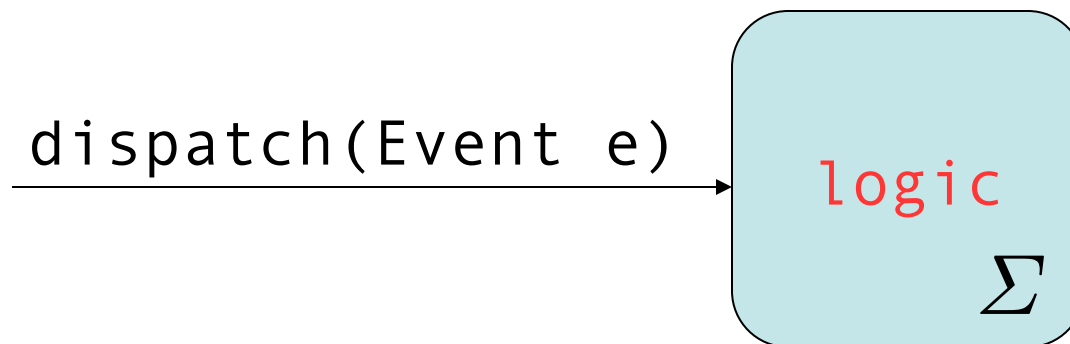 dispatch(Event e)
logic
Σ